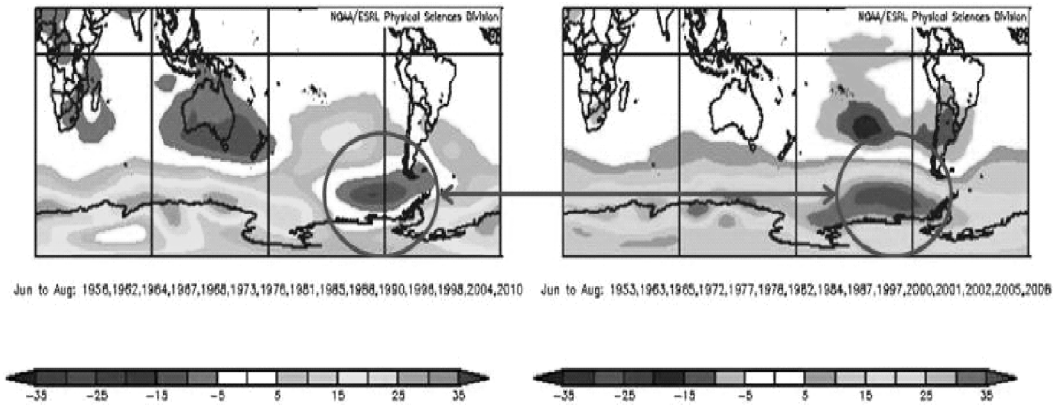 NOAA/ESRL Physical Sciences Division
NOAA/ESRL Physical Sciences Division
Jun to Aug: 1956,1962,1964,1967,1968,1973,1976,1981,1985,1988,1990,1996,1998,2004,2010
Jun to Aug: 1953,1963,1965,1972,1977,1978,1982,1984,1987,1997,2000,2001,2002,2005,2006
-35 -25 -15 -5 5 15 25 35
-35 -25 -15 -5 5 15 25 35